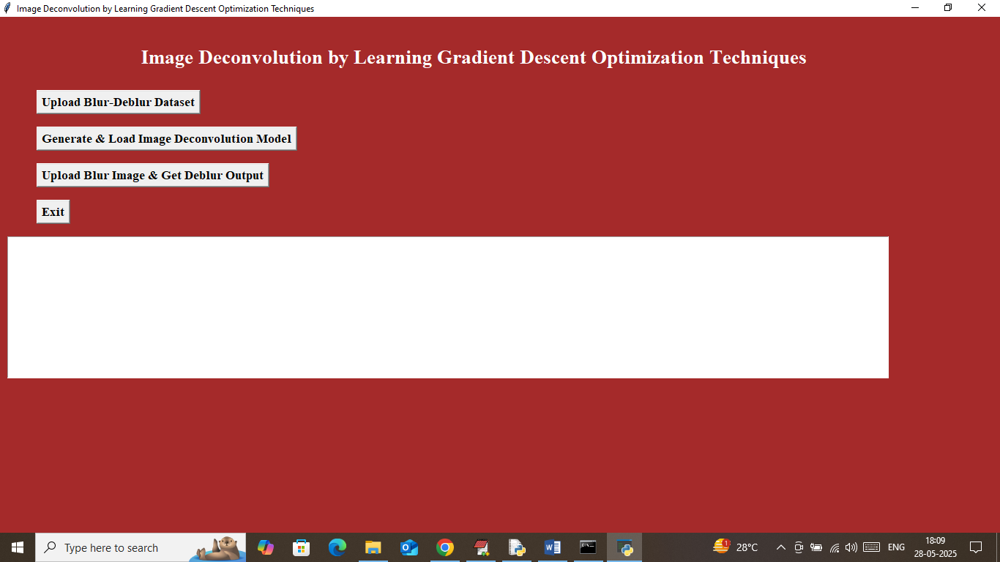 Image Deconvolution by Learning Gradient Descent Optimization Techniques
Image Deconvolution by Learning Gradient Descent Optimization Techniques
Upload Blur-Deblur Dataset
Generate & Load Image Deconvolution Model
Upload Blur Image & Get Deblur Output
Exit
Type here to search
1
28°C
ENG
18:09
28-05-2025